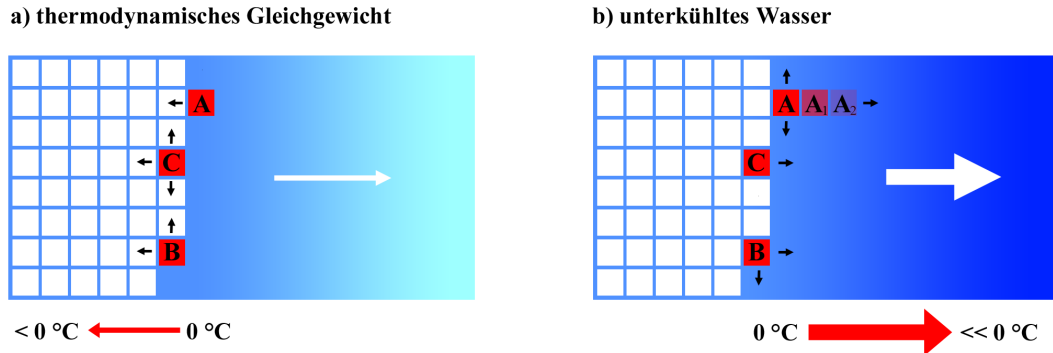 a) thermodynamisches Gleichgewicht
A
C
B
< 0 °C
0 °C
b) unterkühltes Wasser
A A₁ A₂
C
B
0 °C
<< 0 °C